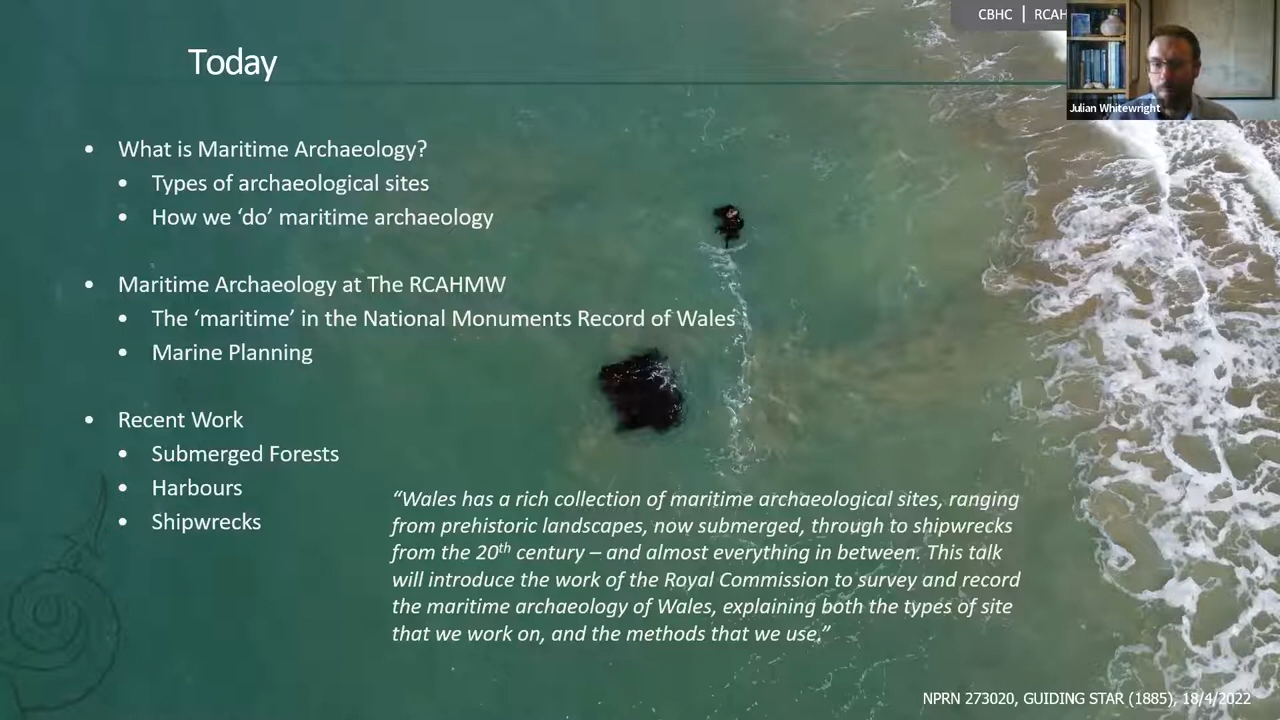 CBHC | RCAH
Today
Julian Whitewright
• What is Maritime Archaeology?
• Types of archaeological sites
• How we ‘do’ maritime archaeology
• Maritime Archaeology at The RCAHMW
• The ‘maritime’ in the National Monuments Record of Wales
• Marine Planning
• Recent Work
• Submerged Forests
• Harbours
• Shipwrecks
“Wales has a rich collection of maritime archaeological sites, ranging
from prehistoric landscapes, now submerged, through to shipwrecks
from the 20th century – and almost everything in between. This talk
will introduce the work of the Royal Commission to survey and record
the maritime archaeology of Wales, explaining both the types of site
that we work on, and the methods that we use.”
NPRN 273020, GUIDING STAR (1885), 18/4/2022